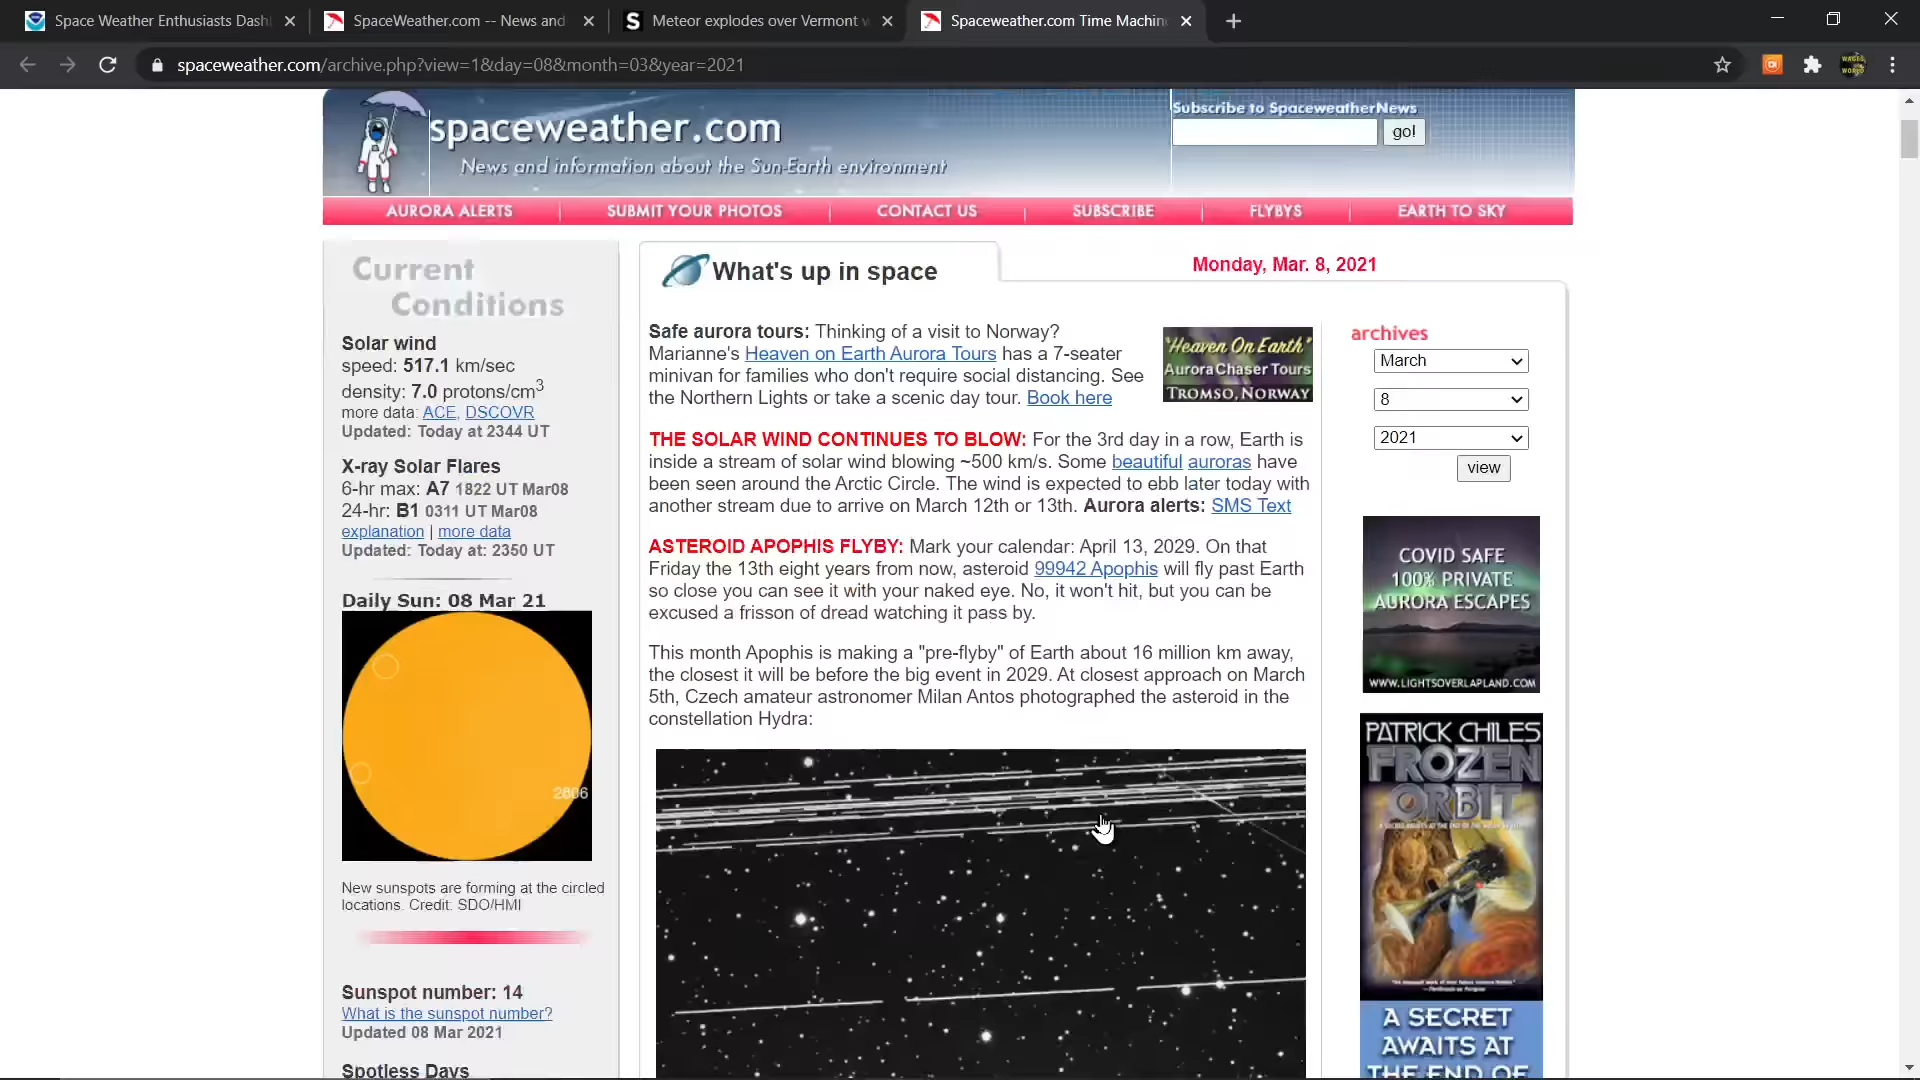 Space Weather Enthusiasts Dash
SpaceWeather.com -- News and
Meteor explodes over Vermont w
Spaceweather.com Time Machin
spaceweather.com/archive.php?view=1&day=08&month=03&year=2021
spaceweather.com
News and information about the Sun-Earth environment
Subscribe to SpaceweatherNews
go!
AURORA ALERTS
SUBMIT YOUR PHOTOS
CONTACT US
SUBSCRIBE
FLYBYS
EARTH TO SKY
Current
Conditions
Solar wind
speed: 517.1 km/sec
density: 7.0 protons/cm3
more data: ACE, DSCOVR
Updated: Today at 2344 UT
X-ray Solar Flares
6-hr max: A7 1822 UT Mar08
24-hr: B1 0311 UT Mar08
explanation | more data
Updated: Today at: 2350 UT
Daily Sun: 08 Mar 21
2806
New sunspots are forming at the circled
locations. Credit: SDO/HMI
Sunspot number: 14
What is the sunspot number?
Updated 08 Mar 2021
Spotless Days
What's up in space
Monday, Mar. 8, 2021
Safe aurora tours: Thinking of a visit to Norway?
Marianne's Heaven on Earth Aurora Tours has a 7-seater
minivan for families who don't require social distancing. See
the Northern Lights or take a scenic day tour. Book here
"Heaven On Earth"
Aurora Chaser Tours
TROMSO, NORWAY
THE SOLAR WIND CONTINUES TO BLOW: For the 3rd day in a row, Earth is
inside a stream of solar wind blowing ~500 km/s. Some beautiful auroras have
been seen around the Arctic Circle. The wind is expected to ebb later today with
another stream due to arrive on March 12th or 13th. Aurora alerts: SMS Text
ASTEROID APOPHIS FLYBY: Mark your calendar: April 13, 2029. On that
Friday the 13th eight years from now, asteroid 99942 Apophis will fly past Earth
so close you can see it with your naked eye. No, it won't hit, but you can be
excused a frisson of dread watching it pass by.
This month Apophis is making a "pre-flyby" of Earth about 16 million km away,
the closest it will be before the big event in 2029. At closest approach on March
5th, Czech amateur astronomer Milan Antos photographed the asteroid in the
constellation Hydra:
archives
March
8
2021
view
COVID SAFE
100% PRIVATE
AURORA ESCAPES
WWW.LIGHTSOVERLAPLAND.COM
PATRICK CHILES
FROZEN
ORBIT
A SECRET
AWAITS AT
THE END OF